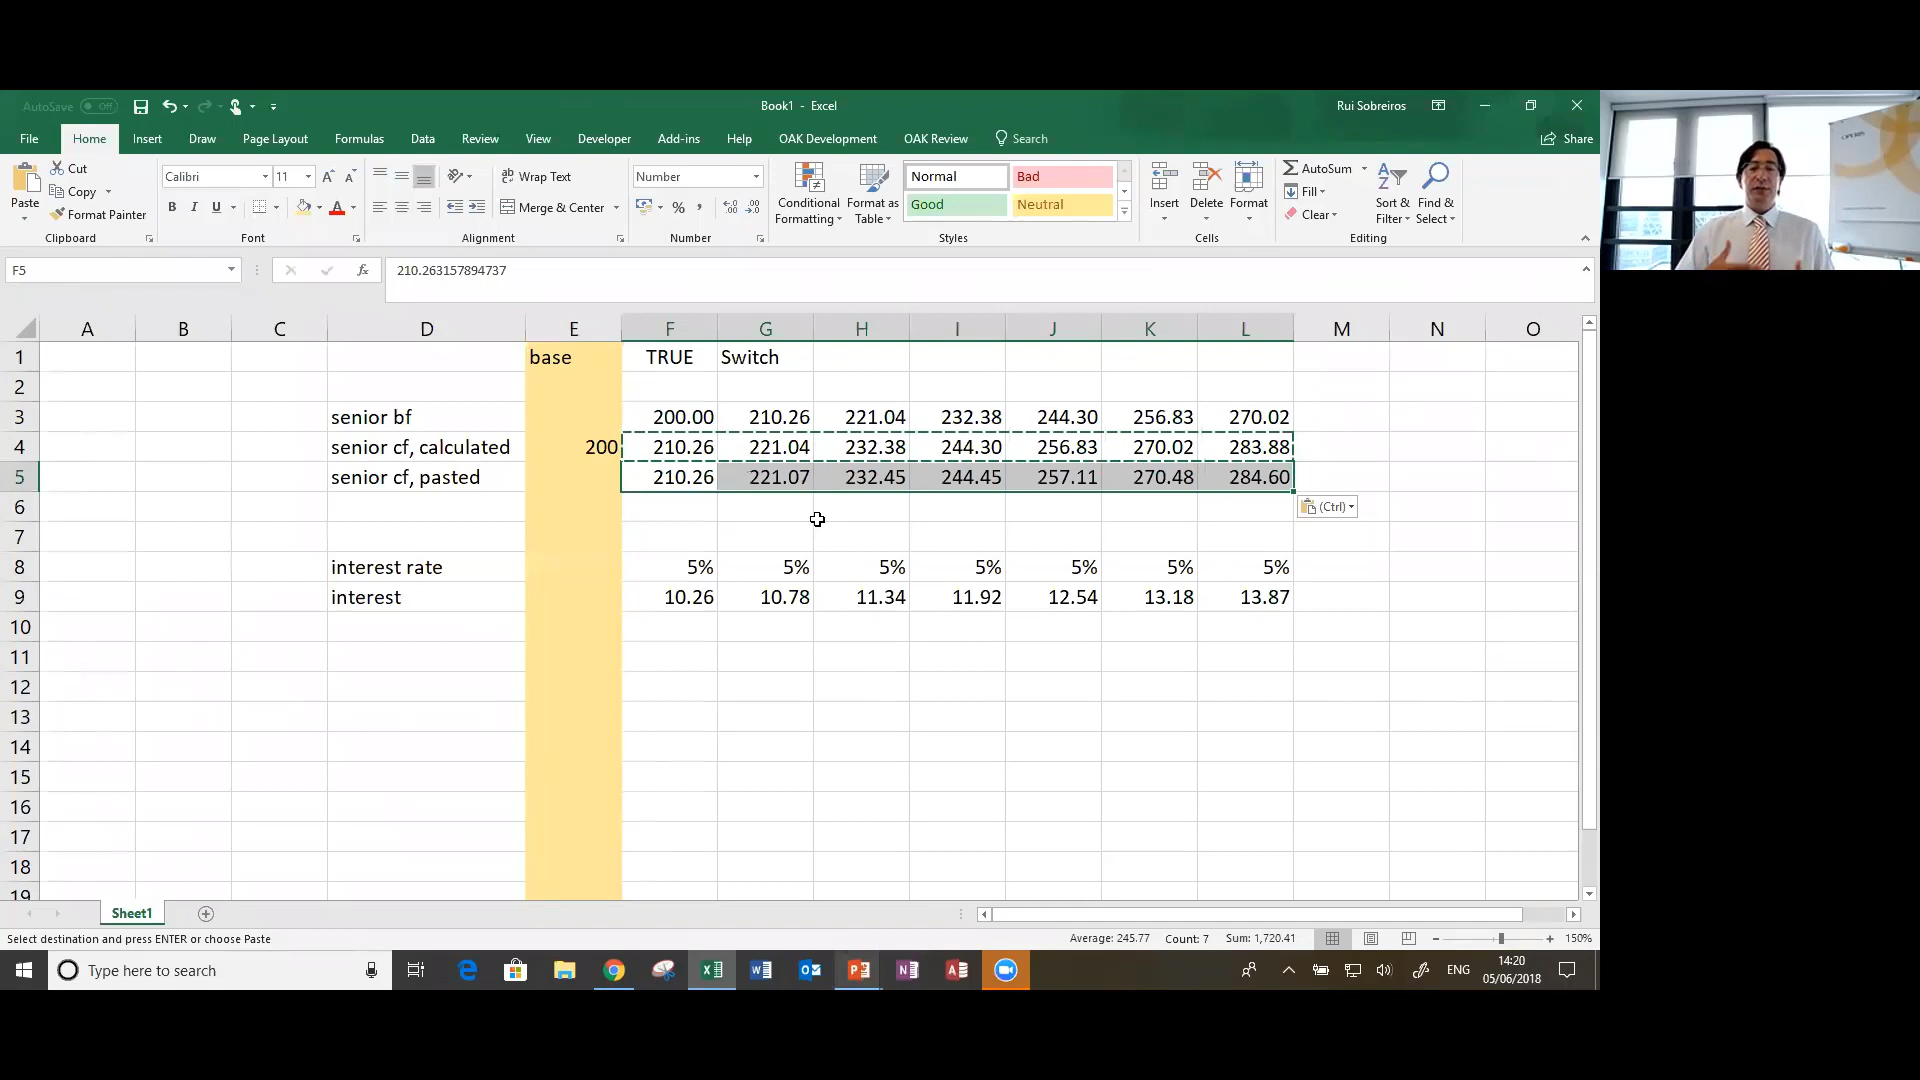 AutoSave Off
Book1 - Excel
Rui Sobreiros
File Home Insert Draw Page Layout Formulas Data Review View Developer Add-ins Help OAK Development OAK Review Search Share
Paste
Cut
Copy
Format Painter
Clipboard
Calibri 11
B I U
Font
Wrap Text
Merge & Center
Alignment
Number
%
Number
Conditional Formatting
Format as Table
Normal Bad
Good Neutral
Styles
Insert Delete Format
Cells
AutoSum
Fill
Clear
Sort & Filter
Find & Select
Editing
F5 fx 210.263157894737
A B C D E F G H I J K L M N O
1 base TRUE Switch
2
3 senior bf 200.00 210.26 221.04 232.38 244.30 256.83 270.02
4 senior cf, calculated 200 210.26 221.04 232.38 244.30 256.83 270.02 283.88
5 senior cf, pasted 210.26 221.07 232.45 244.45 257.11 270.48 284.60
6 (Ctrl)
7
8 interest rate 5% 5% 5% 5% 5% 5% 5%
9 interest 10.26 10.78 11.34 11.92 12.54 13.18 13.87
10
11
12
13
14
15
16
17
18
19
Sheet1
Select destination and press ENTER or choose Paste
Average: 245.77 Count: 7 Sum: 1,720.41 150%
Type here to search
ENG
14:20
05/06/2018
OPERIS